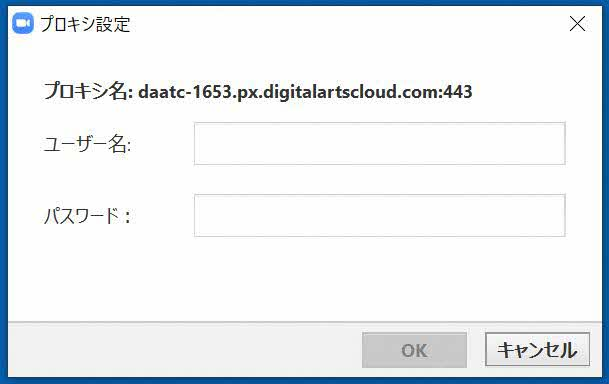 プロキシ設定
プロキシ名: daatc-1653.px.digitalartscloud.com:443
ユーザー名:
パスワード：
OK
キャンセル